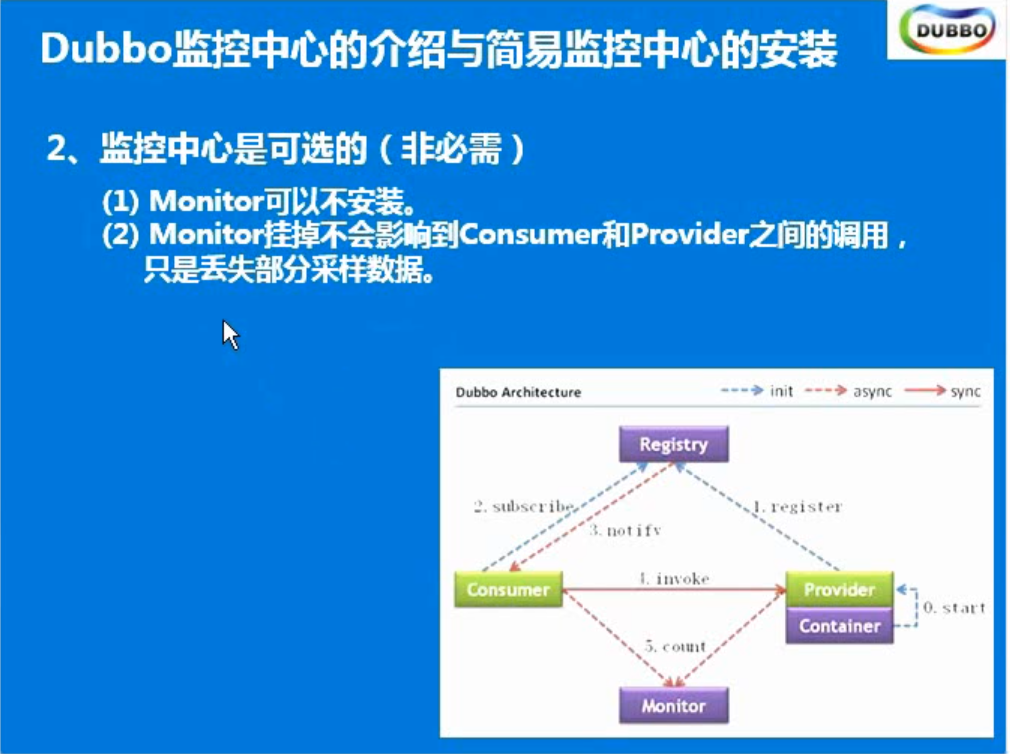 DUBBO
Dubbo监控中心的介绍与简易监控中心的安装
2、监控中心是可选的（非必需）
(1) Monitor可以不安装。
(2) Monitor挂掉不会影响到Consumer和Provider之间的调用，
只是丢失部分采样数据。
Dubbo Architecture
init
async
sync
Registry
2. subscribe
1. register
3. notify
Consumer
4. invoke
Provider
0. start
Container
5. count
Monitor